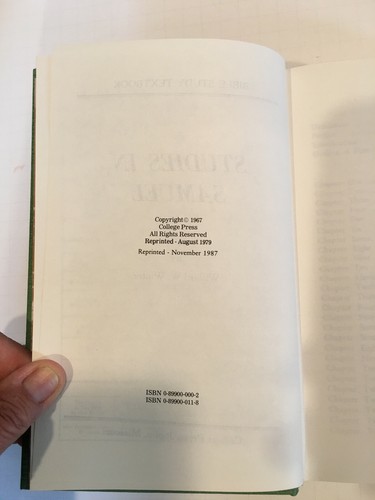 Copyright © 1967
College Press
All Rights Reserved
Reprinted - August 1979
Reprinted - November 1987
ISBN 0-89900-000-2
ISBN 0-89900-011-8